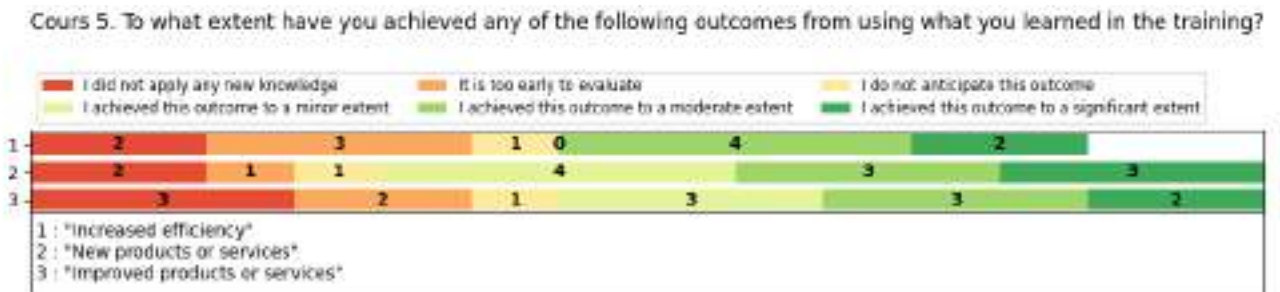 Cours 5. To what extent have you achieved any of the following outcomes from using what you learned in the training?
I did not apply any new knowledge It is too early to evaluate I do not anticipate this outcome
I achieved this outcome to a minor extent I achieved this outcome to a moderate extent I achieved this outcome to a significant extent
1 2 3 1 0 4 2
2 2 1 1 4 3 3
3 3 2 1 3 3 2
1 : "Increased efficiency"
2 : "New products or services"
3 : "Improved products or services"